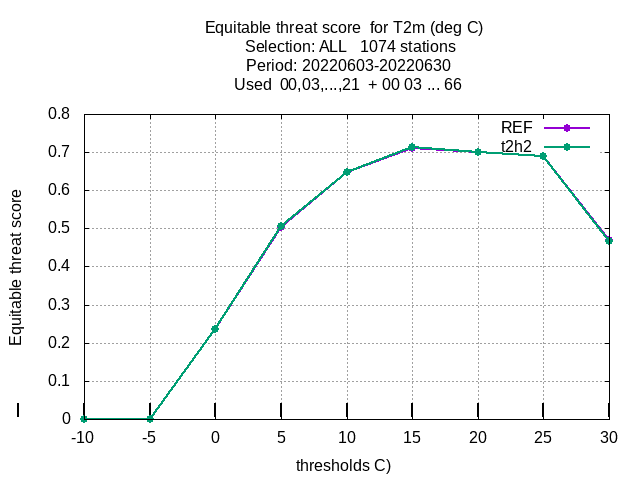 Equitable threat score  for T2m (deg C)
Selection: ALL   1074 stations
Period: 20220603-20220630
Used  00,03,...,21  + 00 03 ... 66
REF
t2h2
0.8
0.7
0.6
0.5
0.4
0.3
0.2
0.1
0
Equitable threat score
-10 -5 0 5 10 15 20 25 30
thresholds C)